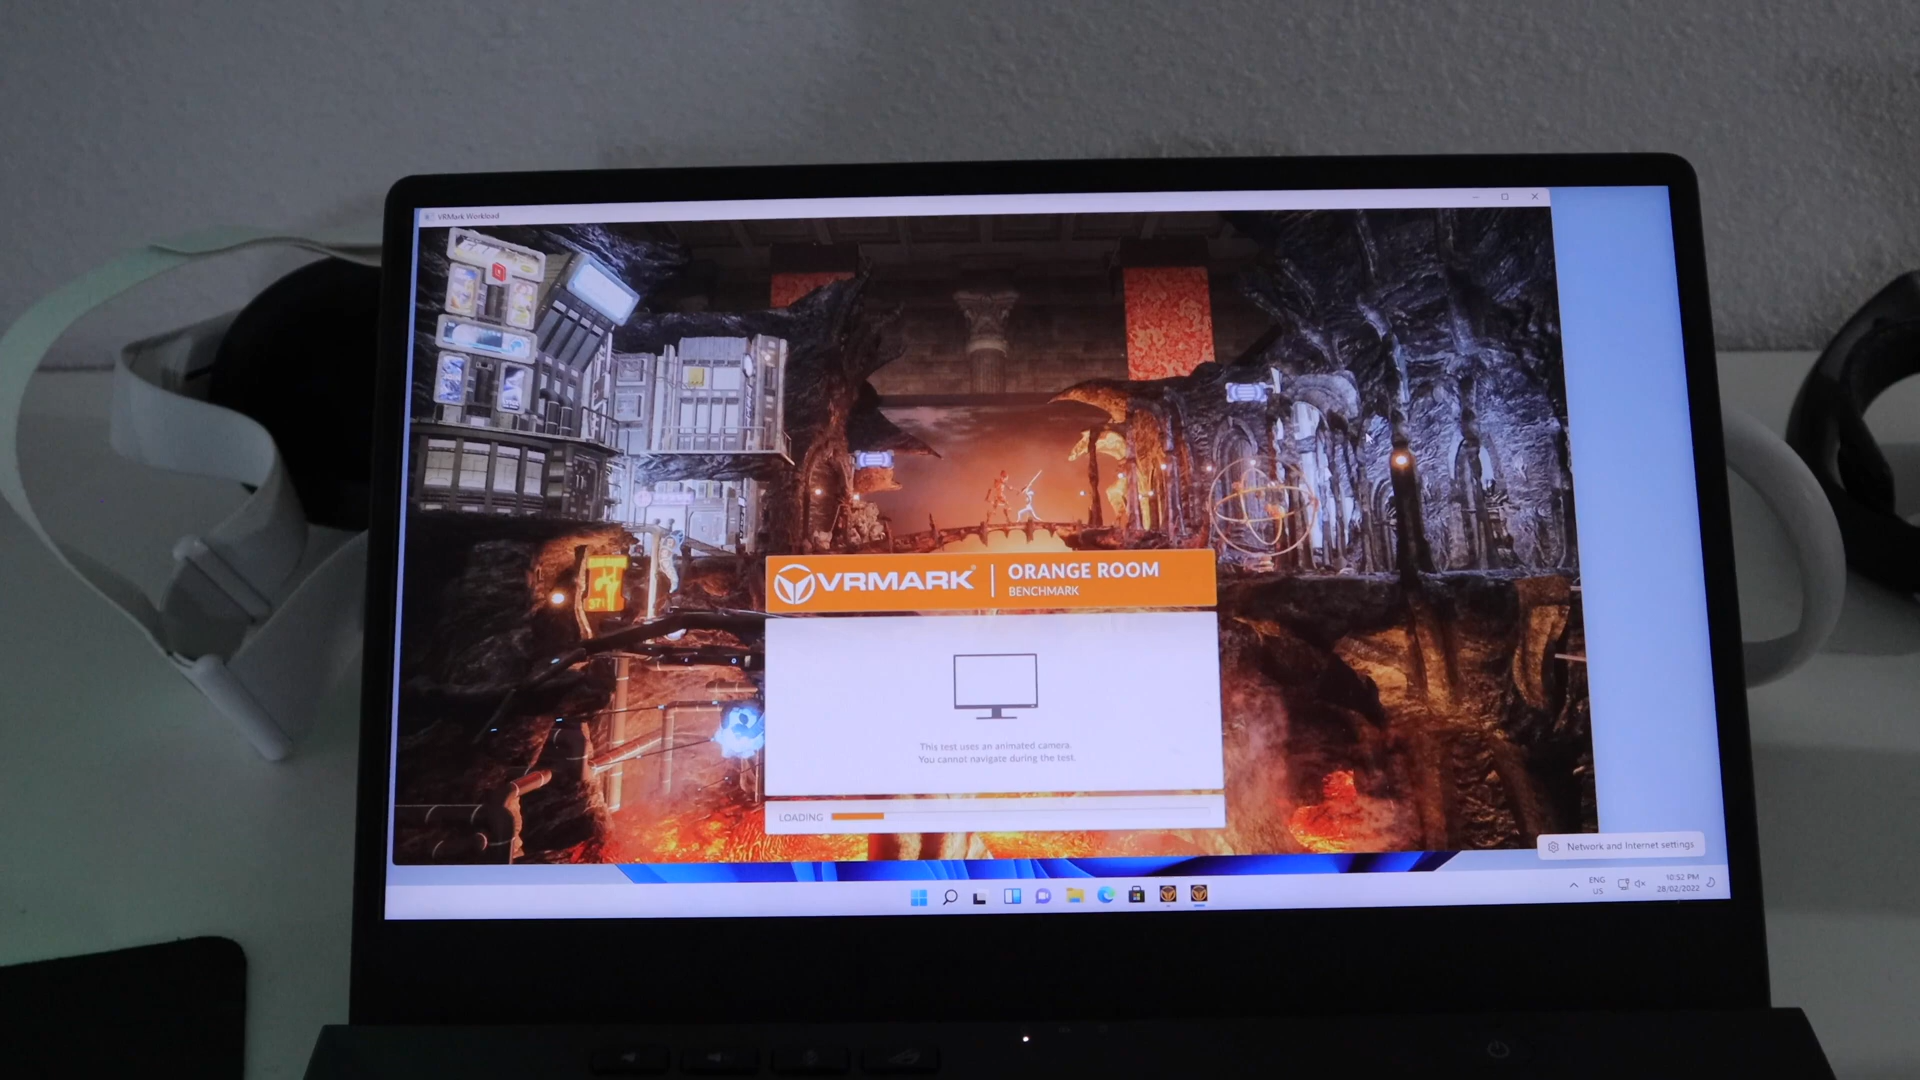 VRMark Workload
571
VRMARK®
ORANGE ROOM
BENCHMARK
This test uses an animated camera.
You cannot navigate during the test.
LOADING
Network and Internet settings
ENG
US
10:52 PM
28/02/2022